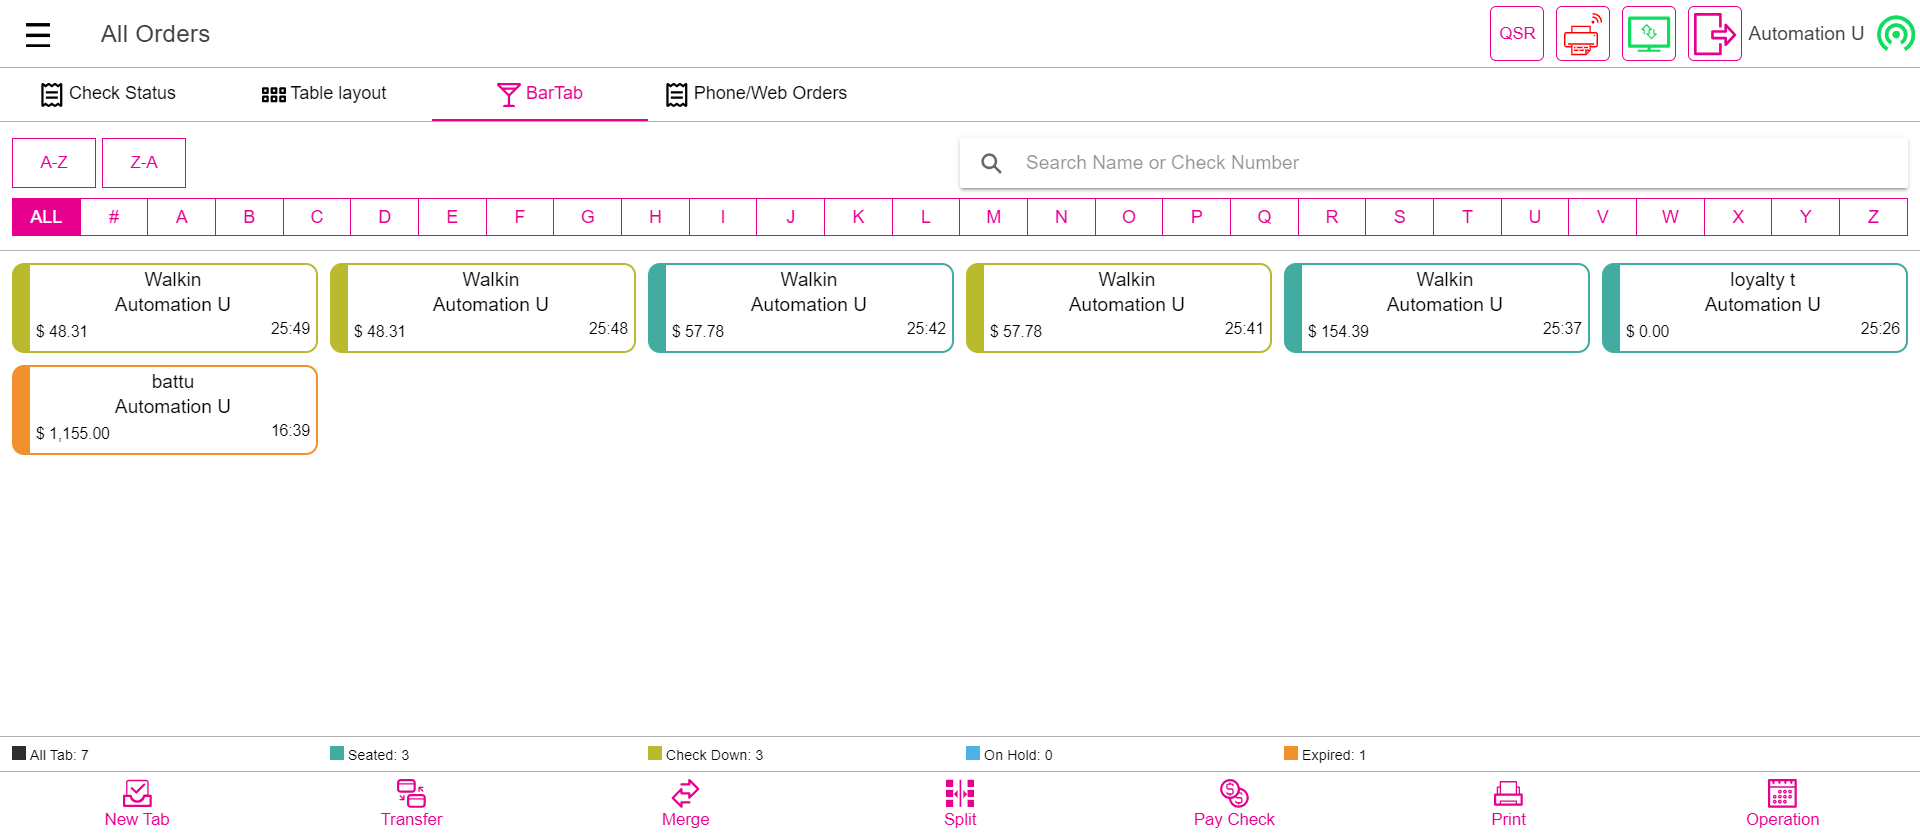 All Orders
QSR
Automation U
Check Status
Table layout
BarTab
Phone/Web Orders
A-Z
Z-A
Search Name or Check Number
ALL # A B C D E F G H I J K L M N O P Q R S T U V W X Y Z
Walkin
Automation U
$ 48.31 25:49
Walkin
Automation U
$ 48.31 25:48
Walkin
Automation U
$ 57.78 25:42
Walkin
Automation U
$ 57.78 25:41
Walkin
Automation U
$ 154.39 25:37
loyalty t
Automation U
$ 0.00 25:26
battu
Automation U
$ 1,155.00 16:39
All Tab: 7
Seated: 3
Check Down: 3
On Hold: 0
Expired: 1
New Tab
Transfer
Merge
Split
Pay Check
Print
Operation